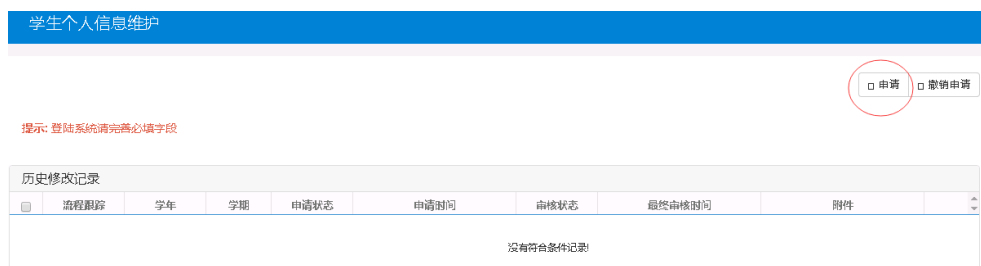 学生个人信息维护
申请 撤销申请
提示: 登陆系统请完善必填字段
历史修改记录
流程跟踪 学年 学期 申请状态 申请时间 审核状态 最终审核时间 附件
没有符合条件记录!